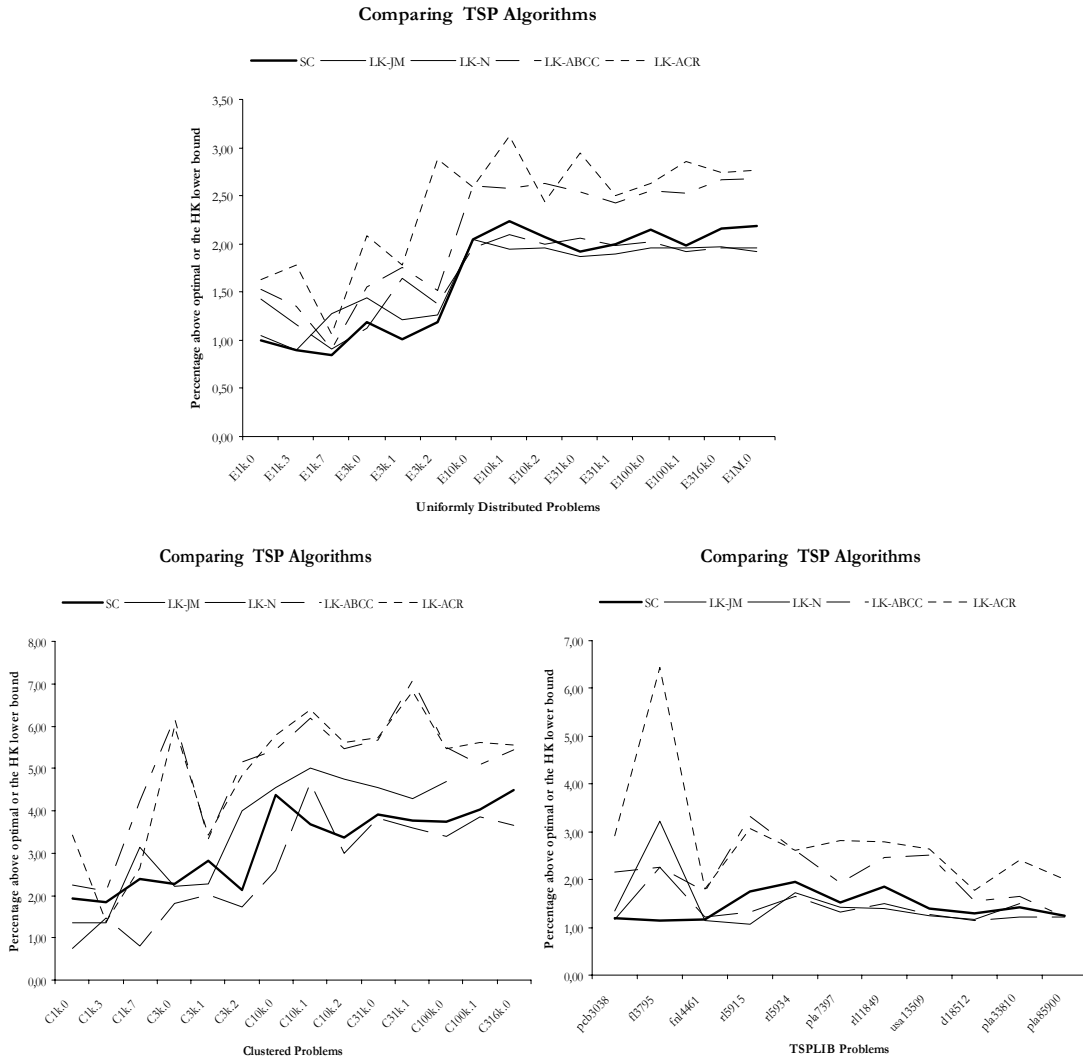 Comparing TSP Algorithms
SC LK-JM LK-N LK-ABCC LK-ACR
Percentage above optimal or the HK lower bound
3,50
3,00
2,50
2,00
1,50
1,00
0,50
0,00
E1k.0 E1k.3 E1k.7 E3k.0 E3k.1 E3k.2 E10k.0 E10k.1 E10k.2 E31k.0 E31k.1 E100k.0 E100k.1 E316k.0 E1M.0
Uniformly Distributed Problems
Comparing TSP Algorithms
SC LK-JM LK-N LK-ABCC LK-ACR
Percentage above optimal or the HK lower bound
8,00
7,00
6,00
5,00
4,00
3,00
2,00
1,00
0,00
C1k.0 C1k.3 C1k.7 C3k.0 C3k.1 C3k.2 C10k.0 C10k.1 C10k.2 C31k.0 C31k.1 C100k.0 C100k.1 C316k.0
Clustered Problems
Comparing TSP Algorithms
SC LK-JM LK-N LK-ABCC LK-ACR
Percentage above optimal or the HK lower bound
7,00
6,00
5,00
4,00
3,00
2,00
1,00
0,00
pcb3038 fl3795 fnl4461 rl5915 rl5934 pla7397 rl11849 usa13509 d18512 pla33810 pla85900
TSPLIB Problems